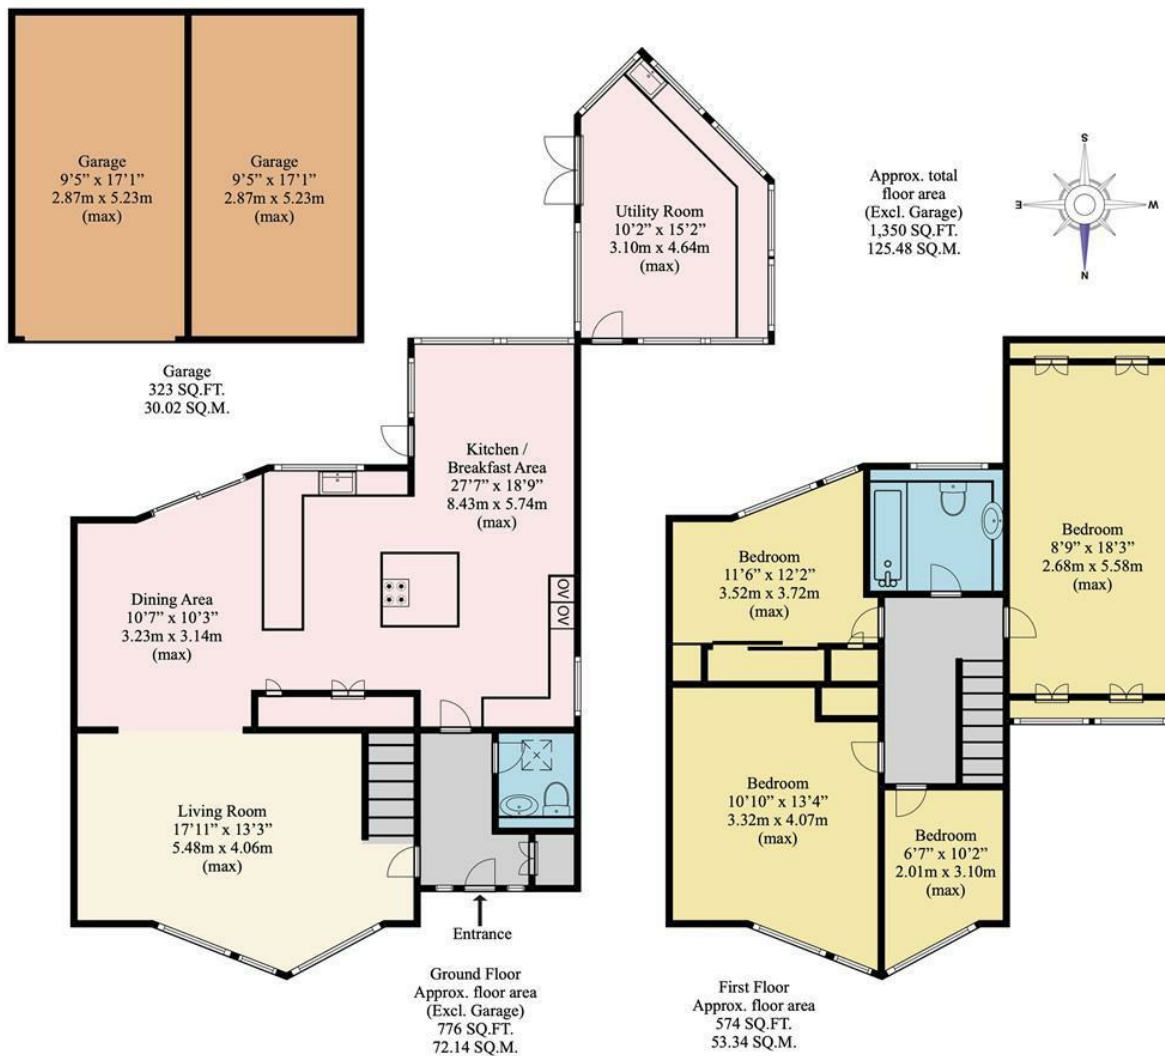 Garage
9'5” x 17'1”
2.87m x 5.23m
(max)
Garage
9'5” x 17'1”
2.87m x 5.23m
(max)
Garage
323 SQ.FT.
30.02 SQ.M.
Utility Room
10'2” x 15'2”
3.10m x 4.64m
(max)
Approx. total
floor area
(Excl. Garage)
1,350 SQ.FT.
125.48 SQ.M.
S
E
W
N
Kitchen /
Breakfast Area
27'7” x 18'9”
8.43m x 5.74m
(max)
OV
OV
Dining Area
10'7” x 10'3”
3.23m x 3.14m
(max)
Living Room
17'11” x 13'3”
5.48m x 4.06m
(max)
Entrance
Ground Floor
Approx. floor area
(Excl. Garage)
776 SQ.FT.
72.14 SQ.M.
Bedroom
11'6” x 12'2”
3.52m x 3.72m
(max)
Bedroom
8'9” x 18'3”
2.68m x 5.58m
(max)
Bedroom
10'10” x 13'4”
3.32m x 4.07m
(max)
Bedroom
6'7” x 10'2”
2.01m x 3.10m
(max)
First Floor
Approx. floor area
574 SQ.FT.
53.34 SQ.M.